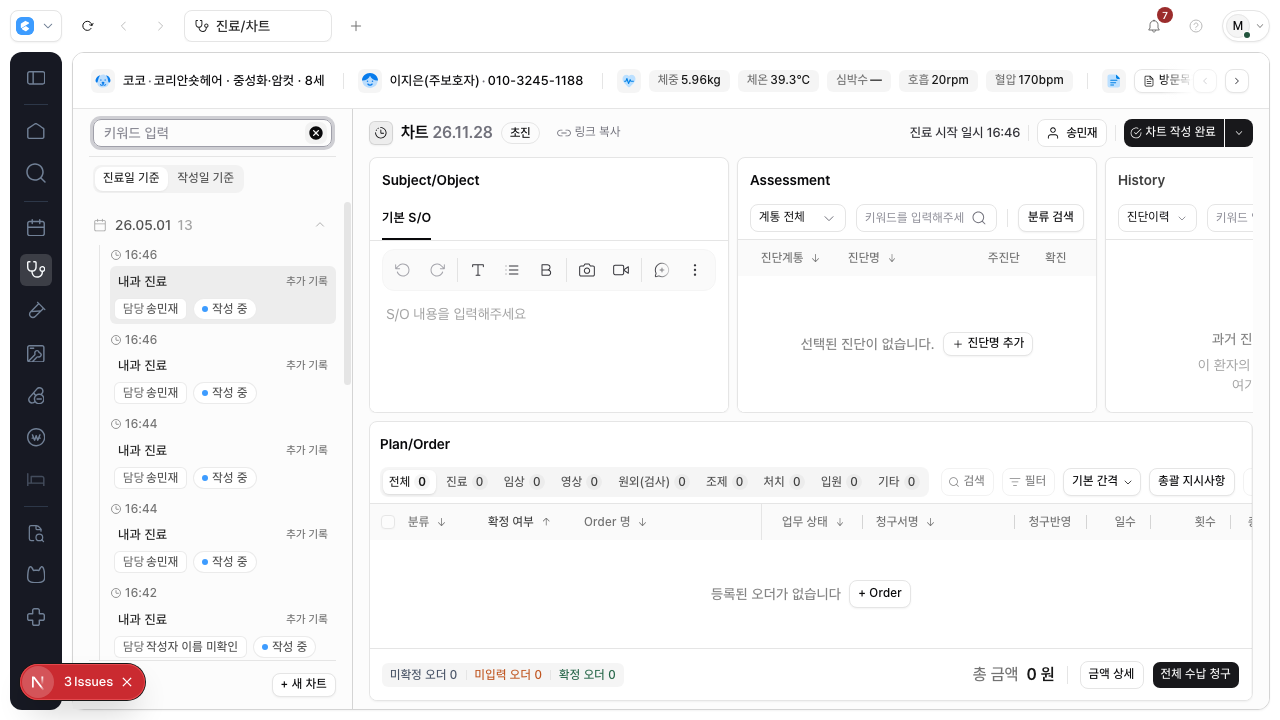 진료/차트
7
M
코코 · 코리안숏헤어 · 중성화·암컷 · 8세
이지은(주보호자) · 010-3245-1188
체중 5.96kg
체온 39.3°C
심박수 —
호흡 20rpm
혈압 170bpm
방문목
키워드 입력
진료일 기준
작성일 기준
26.05.01 13
16:46
내과 진료
추가 기록
담당 송민재
작성 중
16:46
내과 진료
추가 기록
담당 송민재
작성 중
16:44
내과 진료
추가 기록
담당 송민재
작성 중
16:44
내과 진료
추가 기록
담당 송민재
작성 중
16:42
내과 진료
추가 기록
담당 작성자 이름 미확인
작성 중
+ 새 차트
N 3 Issues
차트 26.11.28
초진
링크 복사
진료 시작 일시 16:46
송민재
차트 작성 완료
Subject/Object
기본 S/O
S/O 내용을 입력해주세요
Assessment
계통 전체
키워드를 입력해주세
분류 검색
진단계통
진단명
주진단
확진
선택된 진단이 없습니다.
+ 진단명 추가
History
진단이력
키워드
과거 진
이 환자의
여기
Plan/Order
전체 0
진료 0
임상 0
영상 0
원외(검사) 0
조제 0
처치 0
입원 0
기타 0
검색
필터
기본 간격
총괄 지시사항
분류
확정 여부
Order 명
업무 상태
청구서명
청구반영
일수
횟수
등록된 오더가 없습니다
+ Order
미확정 오더 0
미입력 오더 0
확정 오더 0
총 금액 0 원
금액 상세
전체 수납 청구